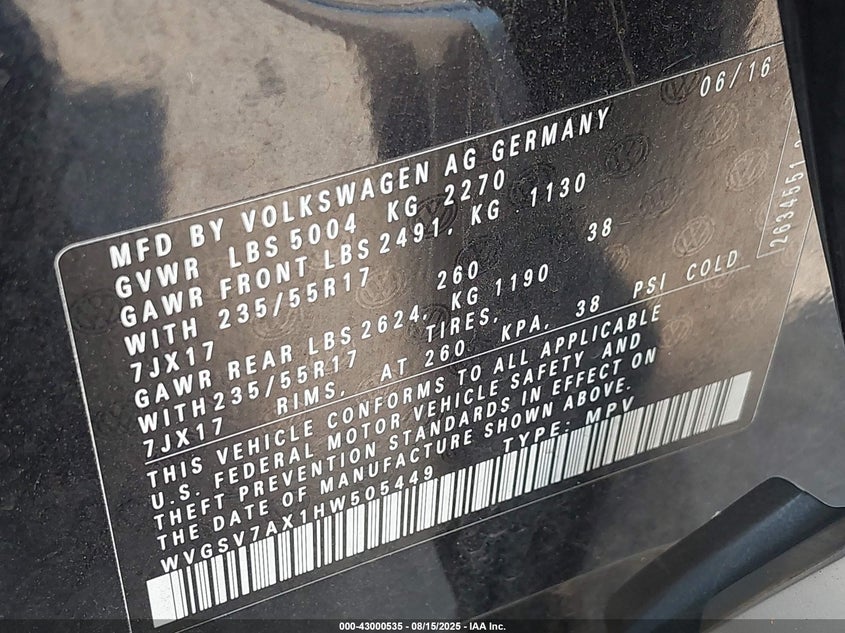 06/16
MFD BY VOLKSWAGEN AG GERMANY
GVWR LBS 5004 KG 2270
GAWR FRONT LBS 2491, KG 1130
WITH 235/55R17 260 38
7JX17
GAWR REAR LBS 2624, KG 1190
WITH 235/55R17 TIRES,
7JX17 RIMS, AT 260 KPA, 38 PSI COLD
THIS VEHICLE CONFORMS TO ALL APPLICABLE
U.S. FEDERAL MOTOR VEHICLE SAFETY AND
THEFT PREVENTION STANDARDS IN EFFECT ON
THE DATE OF MANUFACTURE SHOWN ABOVE.
WVGSV7AX1HW505449 TYPE: MPV
2634551
000-43000535 - 08/15/2025 - IAA Inc.